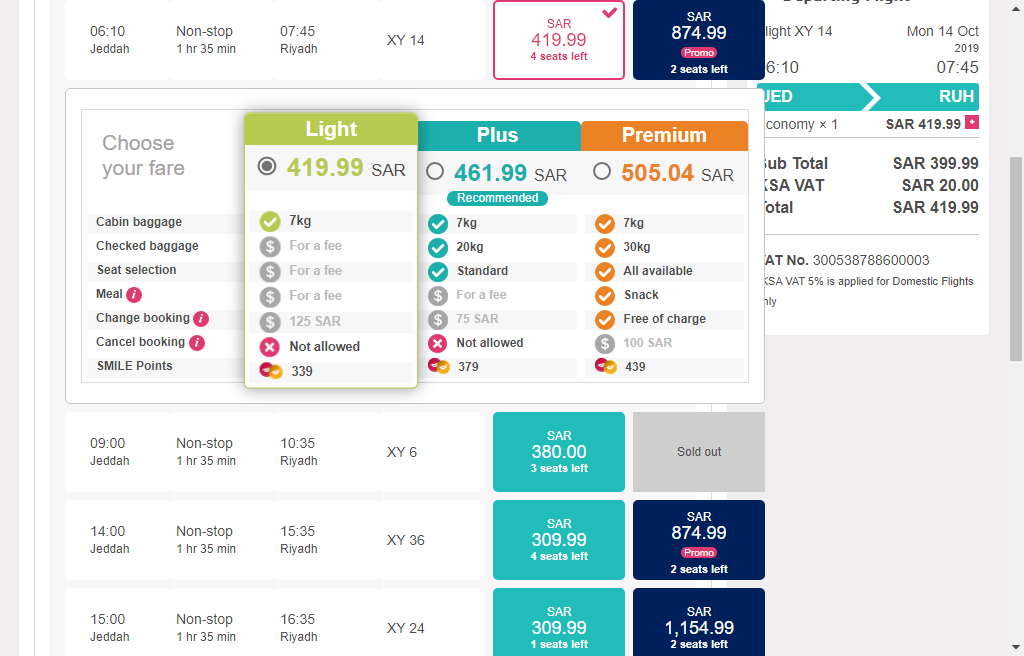 06:10
Jeddah
Non-stop
1 hr 35 min
07:45
Riyadh
XY 14
SAR
419.99
4 seats left
SAR
874.99
Promo
2 seats left
light XY 14
Mon 14 Oct
2019
6:10
07:45
JED
RUH
conomy × 1
SAR 419.99
ub Total
SAR 399.99
KSA VAT
SAR 20.00
otal
SAR 419.99
AT No. 300538788600003
KSA VAT 5% is applied for Domestic Flights
nly
Choose
your fare
Light
Plus
Premium
419.99 SAR
461.99 SAR
505.04 SAR
Recommended
Cabin baggage
7kg
7kg
7kg
Checked baggage
For a fee
20kg
30kg
Seat selection
For a fee
Standard
All available
Meal i
For a fee
For a fee
Snack
Change booking i
125 SAR
75 SAR
Free of charge
Cancel booking i
Not allowed
Not allowed
100 SAR
SMILE Points
339
379
439
09:00
Jeddah
Non-stop
1 hr 35 min
10:35
Riyadh
XY 6
SAR
380.00
3 seats left
Sold out
14:00
Jeddah
Non-stop
1 hr 35 min
15:35
Riyadh
XY 36
SAR
309.99
4 seats left
SAR
874.99
Promo
2 seats left
15:00
Jeddah
Non-stop
1 hr 35 min
16:35
Riyadh
XY 24
SAR
309.99
1 seats left
SAR
1,154.99
2 seats left